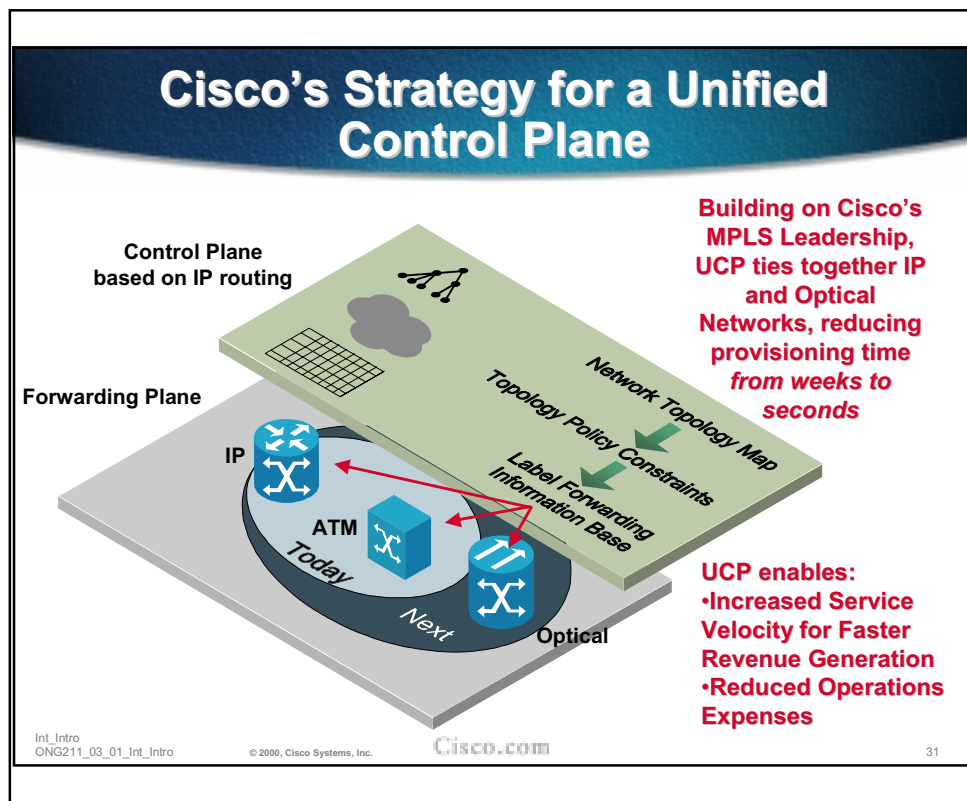 Cisco's Strategy for a Unified
Control Plane
Control Plane
based on IP routing
Forwarding Plane
Network Topology Map
Topology Policy Constraints
Label Forwarding
Information Base
IP
ATM
Today
Next
Optical
Building on Cisco's
MPLS Leadership,
UCP ties together IP
and Optical
Networks, reducing
provisioning time
from weeks to
seconds
UCP enables:
•Increased Service
Velocity for Faster
Revenue Generation
•Reduced Operations
Expenses
Int_Intro
ONG211_03_01_Int_Intro
© 2000, Cisco Systems, Inc.
Cisco.com
31